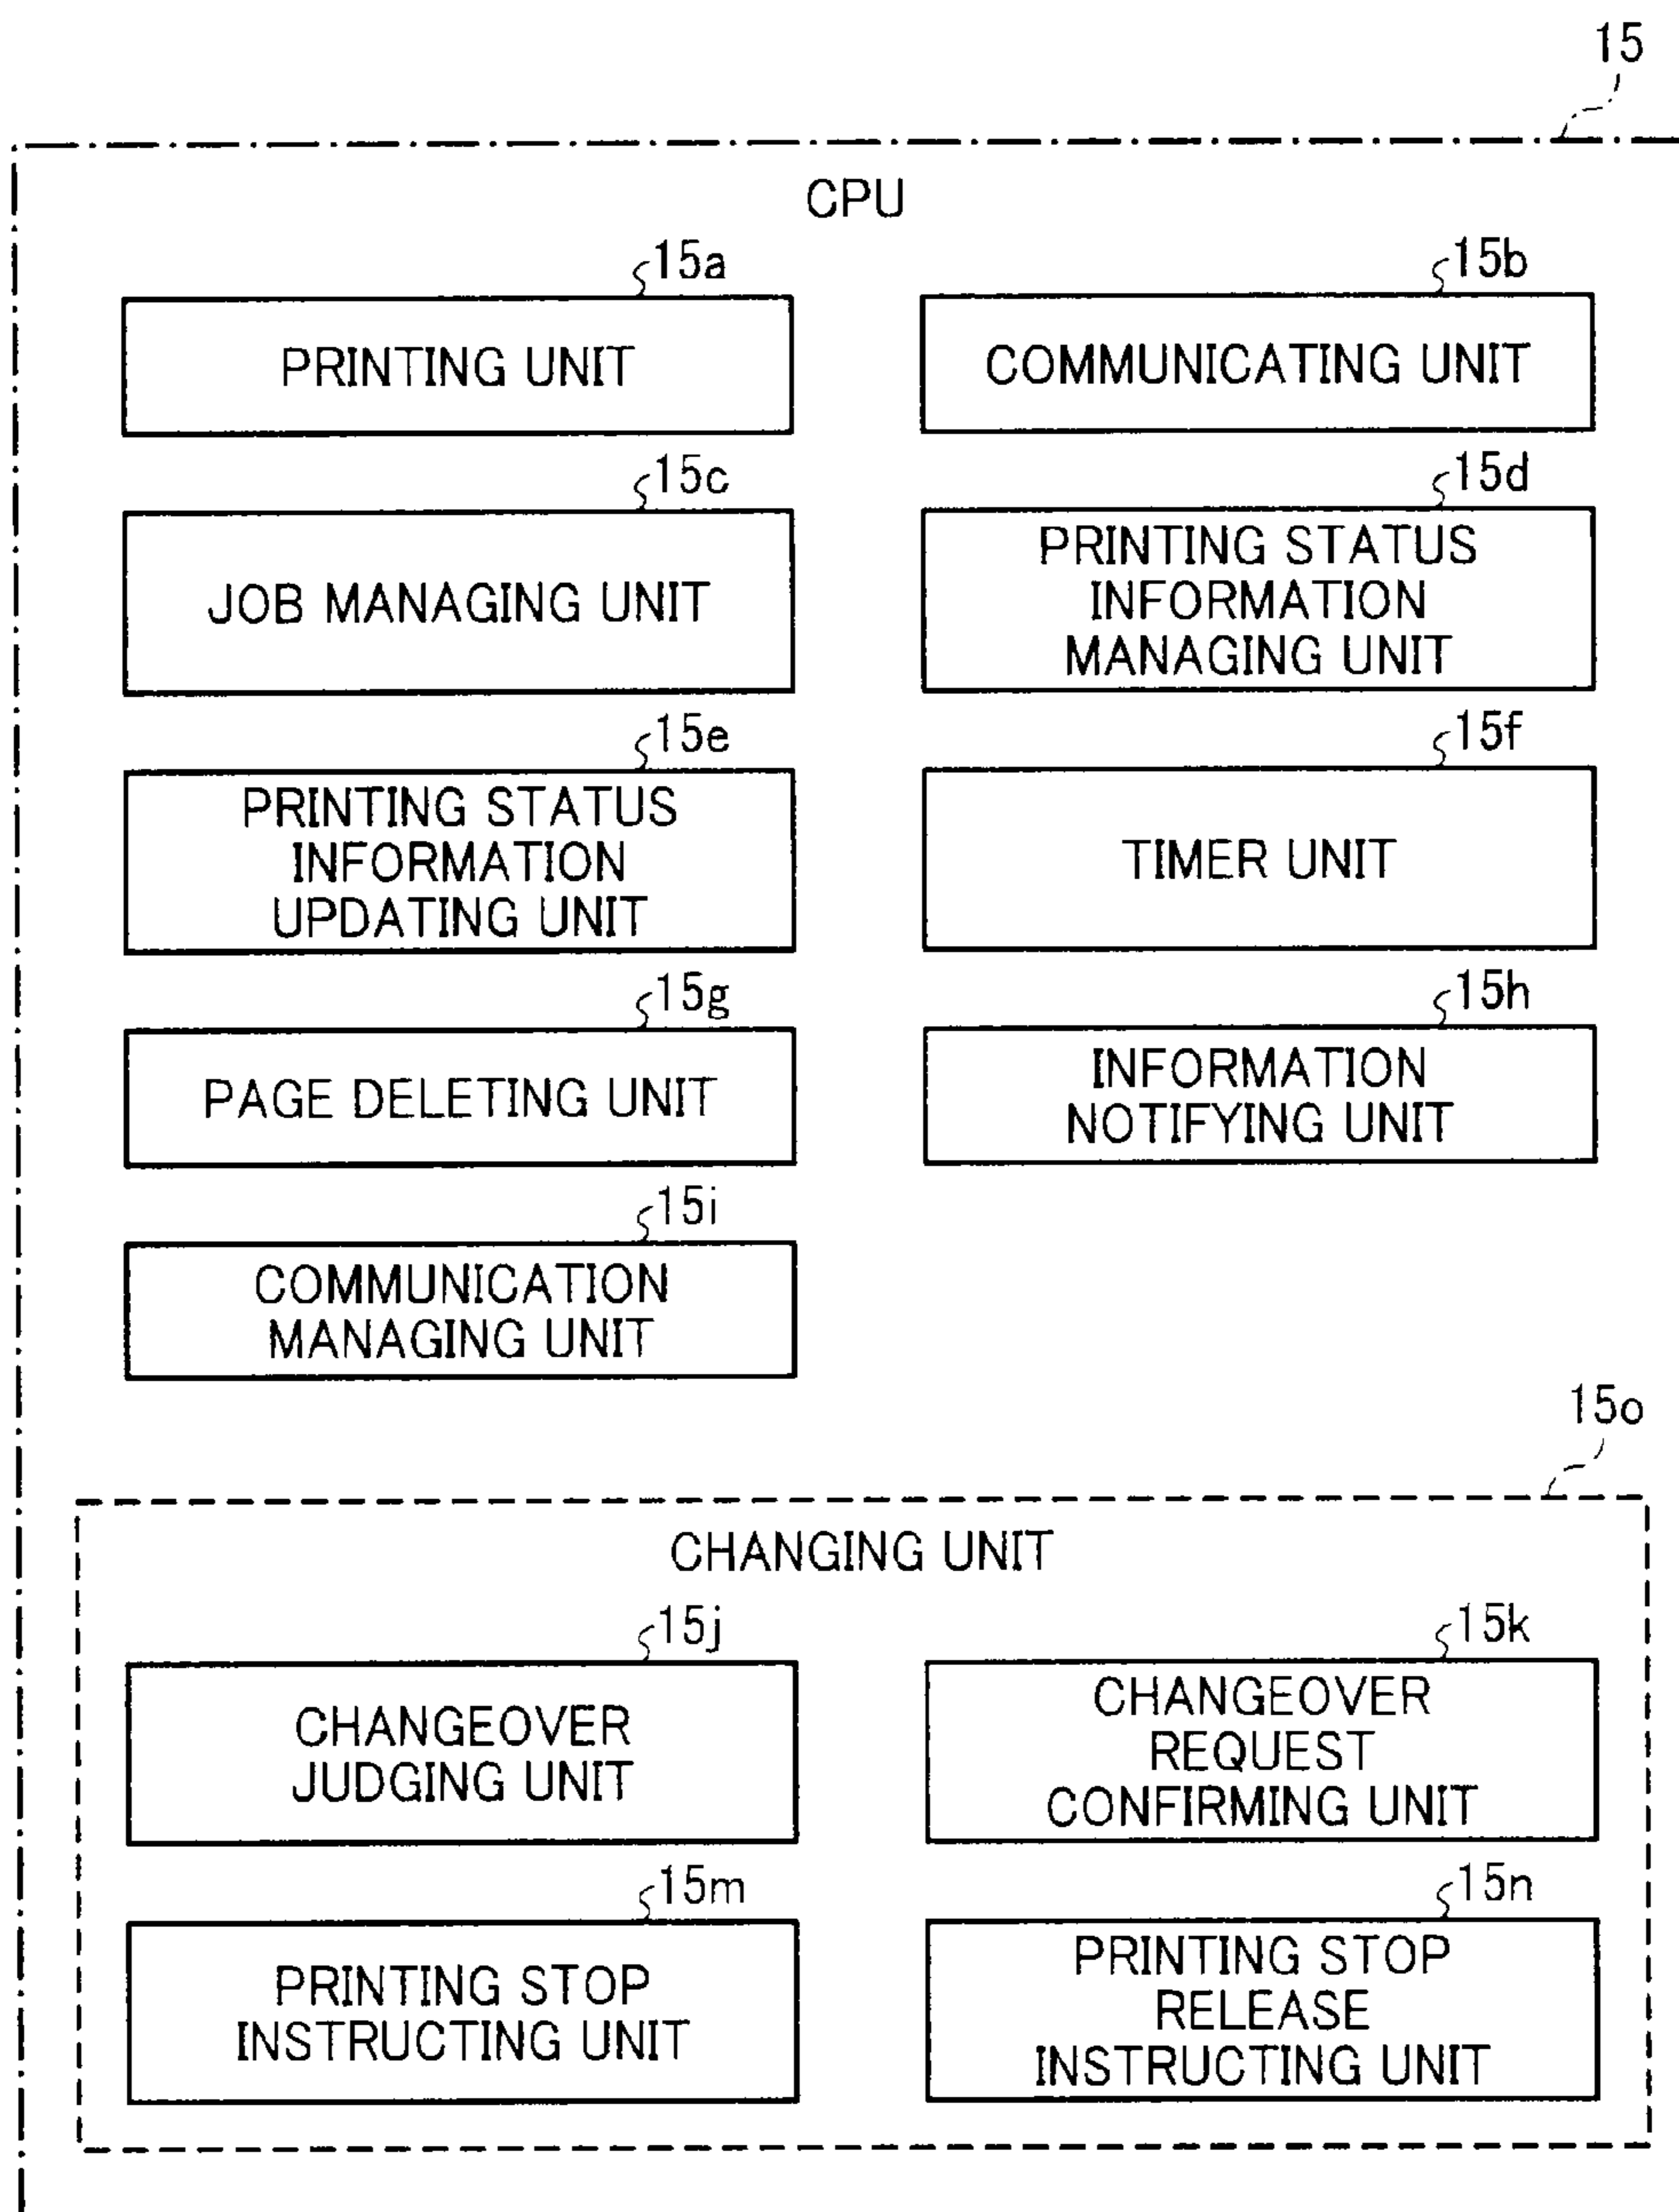 15
CPU
15a
15b
PRINTING UNIT
COMMUNICATING UNIT
15c
15d
JOB MANAGING UNIT
PRINTING STATUS
INFORMATION
MANAGING UNIT
15e
15f
PRINTING STATUS
INFORMATION
UPDATING UNIT
TIMER UNIT
15g
15h
PAGE DELETING UNIT
INFORMATION
NOTIFYING UNIT
15i
COMMUNICATION
MANAGING UNIT
15o
CHANGING UNIT
15j
15k
CHANGEOVER
JUDGING UNIT
CHANGEOVER
REQUEST
CONFIRMING UNIT
15m
15n
PRINTING STOP
INSTRUCTING UNIT
PRINTING STOP
RELEASE
INSTRUCTING UNIT